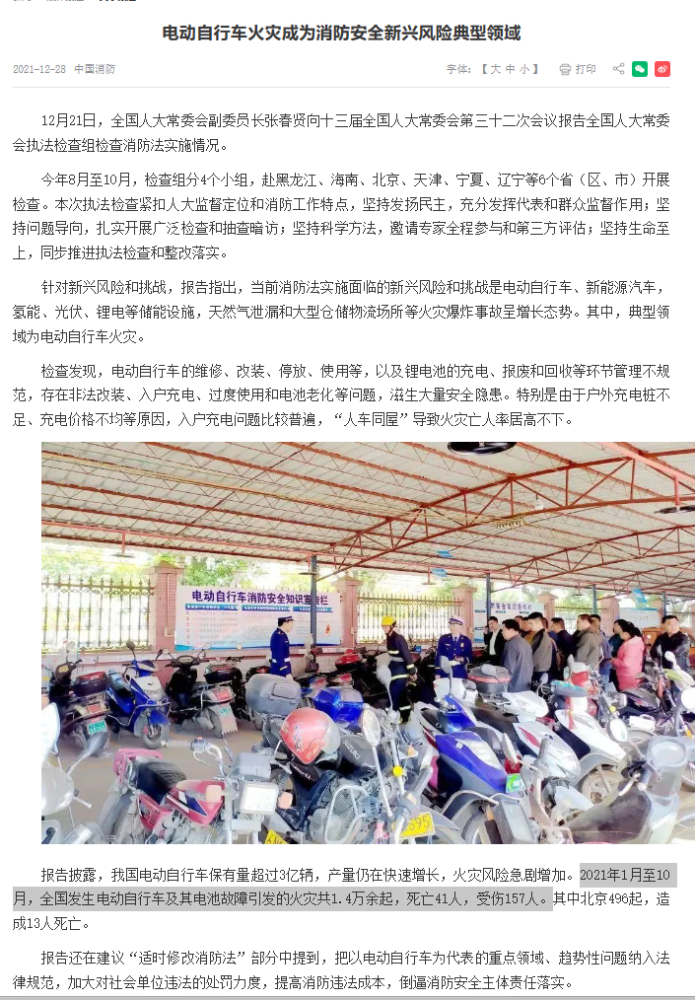 电动自行车火灾成为消防安全新兴风险典型领域
2021-12-28 中国消防 字体：【 大 中 小 】 打印
12月21日，全国人大常委会副委员长张春贤向十三届全国人大常委会第三十二次会议报告全国人大常委
会执法检查组检查消防法实施情况。
今年8月至10月，检查组分4个小组，赴黑龙江、海南、北京、天津、宁夏、辽宁等6个省（区、市）开展
检查。本次执法检查紧扣人大监督定位和消防工作特点，坚持发扬民主，充分发挥代表和群众监督作用；坚
持问题导向，扎实开展广泛检查和抽查暗访；坚持科学方法，邀请专家全程参与和第三方评估；坚持生命至
上，同步推进执法检查和整改落实。
针对新兴风险和挑战，报告指出，当前消防法实施面临的新兴风险和挑战是电动自行车、新能源汽车，
氢能、光伏、锂电等储能设施，天然气泄漏和大型仓储物流场所等火灾爆炸事故呈增长态势。其中，典型领
域为电动自行车火灾。
检查发现，电动自行车的维修、改装、停放、使用等，以及锂电池的充电、报废和回收等环节管理不规
范，存在非法改装、入户充电、过度使用和电池老化等问题，滋生大量安全隐患。特别是由于户外充电桩不
足、充电价格不均等原因，入户充电问题比较普遍，“人车同屋”导致火灾亡人率居高不下。
电动自行车消防安全知识宣传栏
报告披露，我国电动自行车保有量超过3亿辆，产量仍在快速增长，火灾风险急剧增加。2021年1月至10
月，全国发生电动自行车及其电池故障引发的火灾共1.4万余起，死亡41人，受伤157人。其中北京496起，造
成13人死亡。
报告还在建议“适时修改消防法”部分中提到，把以电动自行车为代表的重点领域、趋势性问题纳入法
律规范，加大对社会单位违法的处罚力度，提高消防违法成本，倒逼消防安全主体责任落实。